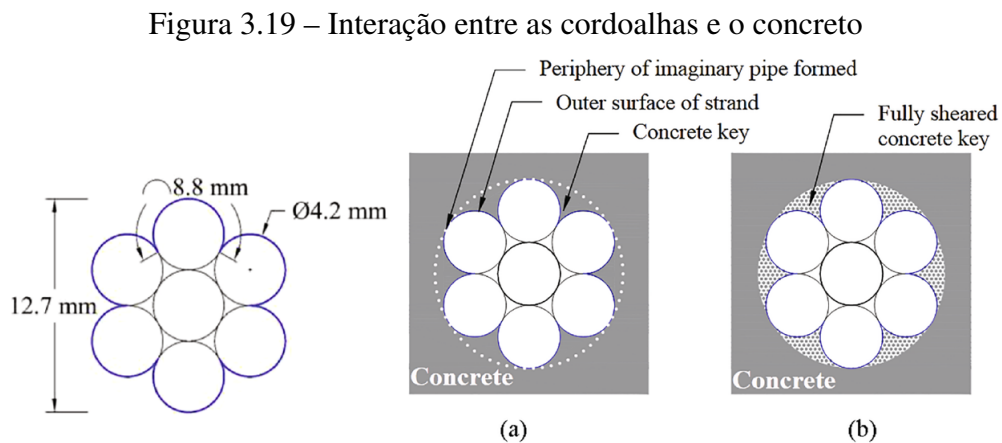 Figura 3.19 – Interação entre as cordoalhas e o concreto
Periphery of imaginary pipe formed
Outer surface of strand
Concrete key
Fully sheared
concrete key
8.8 mm
Ø4.2 mm
12.7 mm
Concrete
Concrete
(a)
(b)